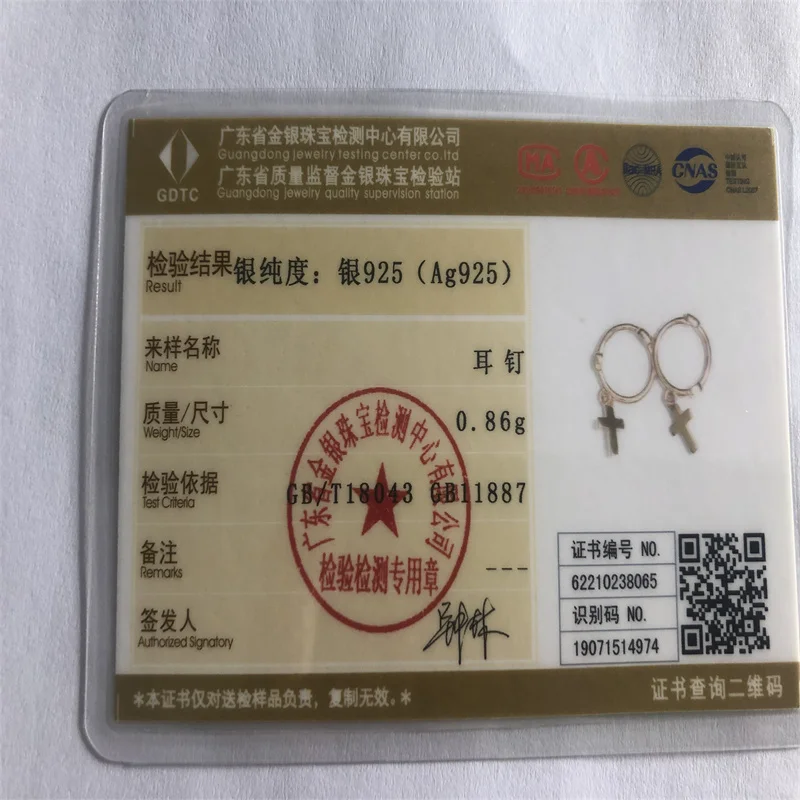 广东省金银珠宝检测中心有限公司
Guangdong jewelry testing center co.ltd
广东省质量监督金银珠宝检验站
Guangdong jewelry quality supervision station
GDTC
MA
CNAS
检验结果
Result
银纯度：银925（Ag925）
来样名称
Name
耳钉
质量/尺寸
Weight/Size
0.86g
检验依据
Test Criteria
GB/T18043 GB11887
备注
Remarks
---
签发人
Authorized Signatory
广东省金银珠宝检测中心有限公司
检验检测专用章
证书编号 NO.
62210238065
识别码 NO.
19071514974
*本证书仅对送检样品负责，复制无效。*
证书查询二维码